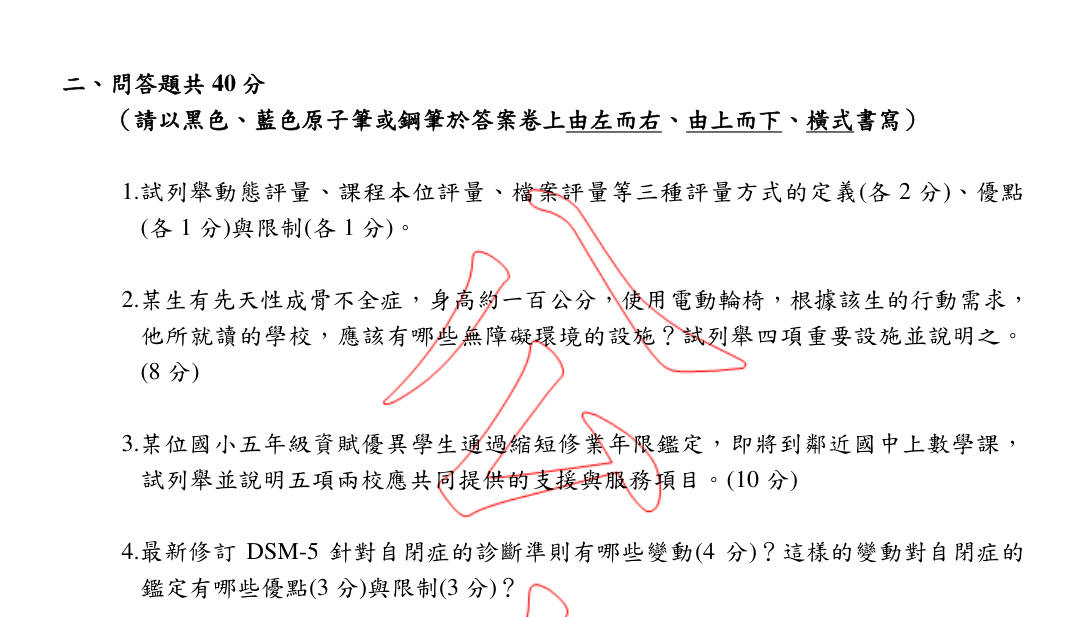 二、問答題共 40 分
（請以黑色、藍色原子筆或鋼筆於答案卷上由左而右、由上而下、橫式書寫）
1.試列舉動態評量、課程本位評量、檔案評量等三種評量方式的定義(各 2 分)、優點
(各 1 分)與限制(各 1 分)。
2.某生有先天性成骨不全症，身高約一百公分，使用電動輪椅，根據該生的行動需求，
他所就讀的學校，應該有哪些無障礙環境的設施？試列舉四項重要設施並說明之。
(8 分)
3.某位國小五年級資賦優異學生通過縮短修業年限鑑定，即將到鄰近國中上數學課，
試列舉並說明五項兩校應共同提供的支援與服務項目。(10 分)
4.最新修訂 DSM-5 針對自閉症的診斷準則有哪些變動(4 分)？這樣的變動對自閉症的
鑑定有哪些優點(3 分)與限制(3 分)？
公